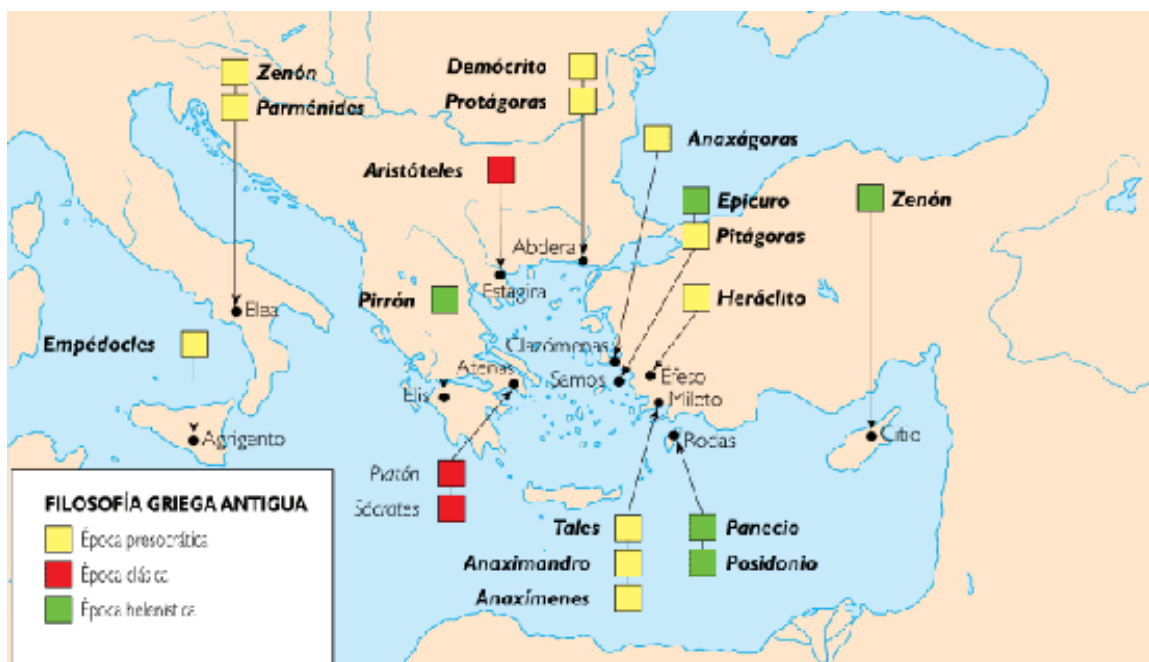 Zenón
Parménides
Demócrito
Protágoras
Anaxágoras
Aristóteles
Epicuro
Pitágoras
Zenón
Abdera
Estagira
Pirrón
Heráclito
Elea
Empédocles
Clazómenas
Atenas
Samos
Efeso
Mileto
Elis
Agrigento
Rodas
Citio
Platón
Sócrates
FILOSOFÍA GRIEGA ANTIGUA
Época presocrática
Época clásica
Época helenística
Tales
Anaximandro
Anaxímenes
Panecio
Posidonio